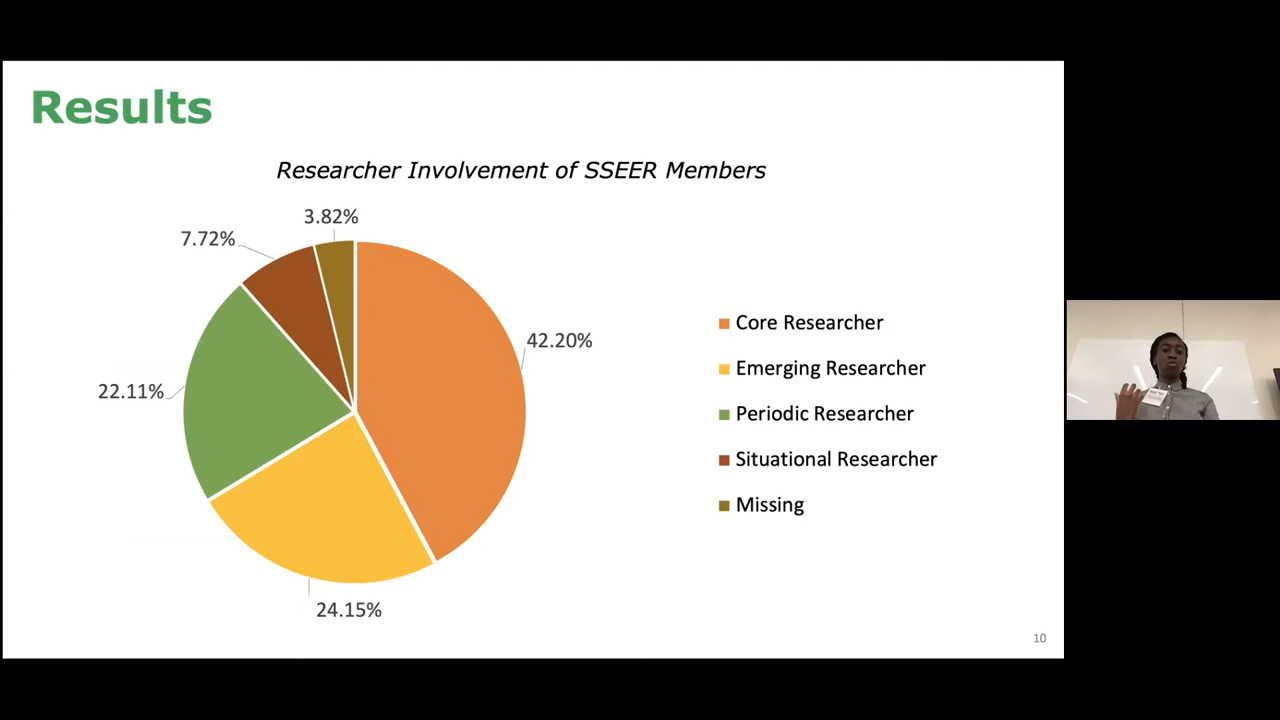 Results
Researcher Involvement of SSEER Members
3.82%
7.72%
42.20%
22.11%
24.15%
Core Researcher
Emerging Researcher
Periodic Researcher
Situational Researcher
Missing
10